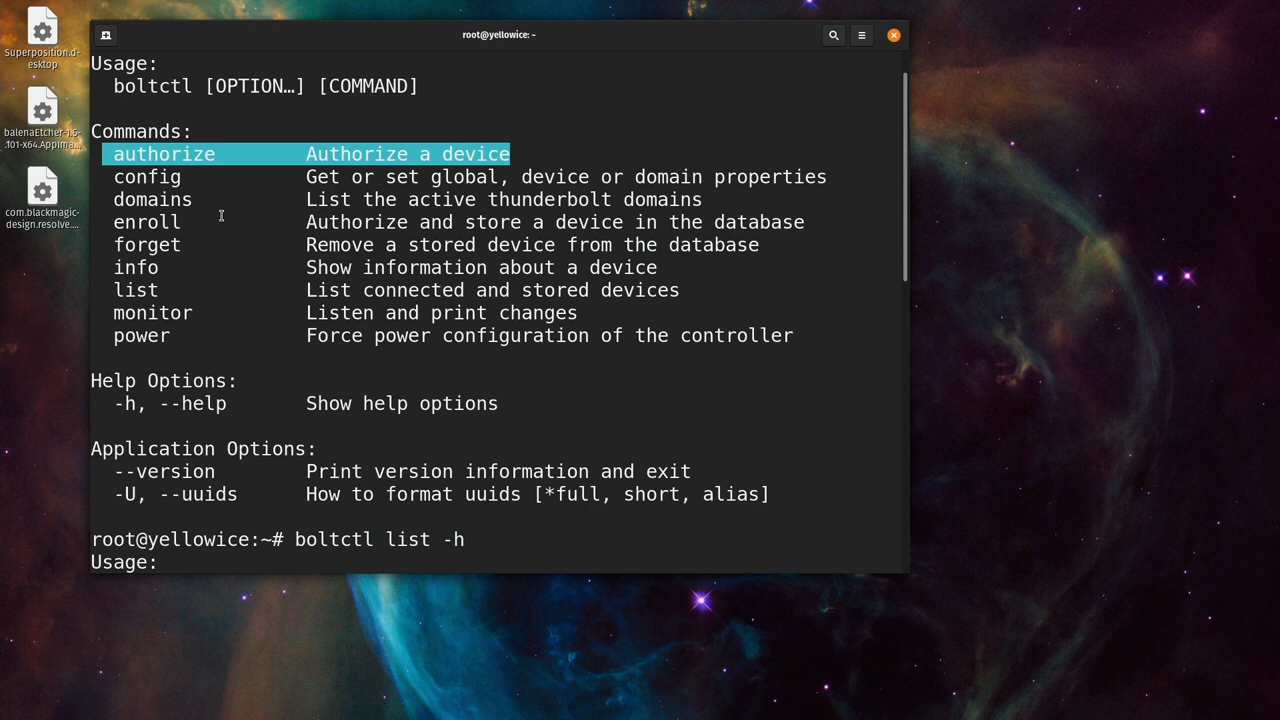 Superposition.d-
esktop
balenaEtcher-1.5-
.101-x64.AppIma...
com.blackmagic-
design.resolve....
root@yellowice: ~
Usage:
boltctl [OPTION…] [COMMAND]
Commands:
authorize Authorize a device
config Get or set global, device or domain properties
domains List the active thunderbolt domains
enroll Authorize and store a device in the database
forget Remove a stored device from the database
info Show information about a device
list List connected and stored devices
monitor Listen and print changes
power Force power configuration of the controller
Help Options:
-h, --help Show help options
Application Options:
--version Print version information and exit
-U, --uuids How to format uuids [*full, short, alias]
root@yellowice:~# boltctl list -h
Usage: